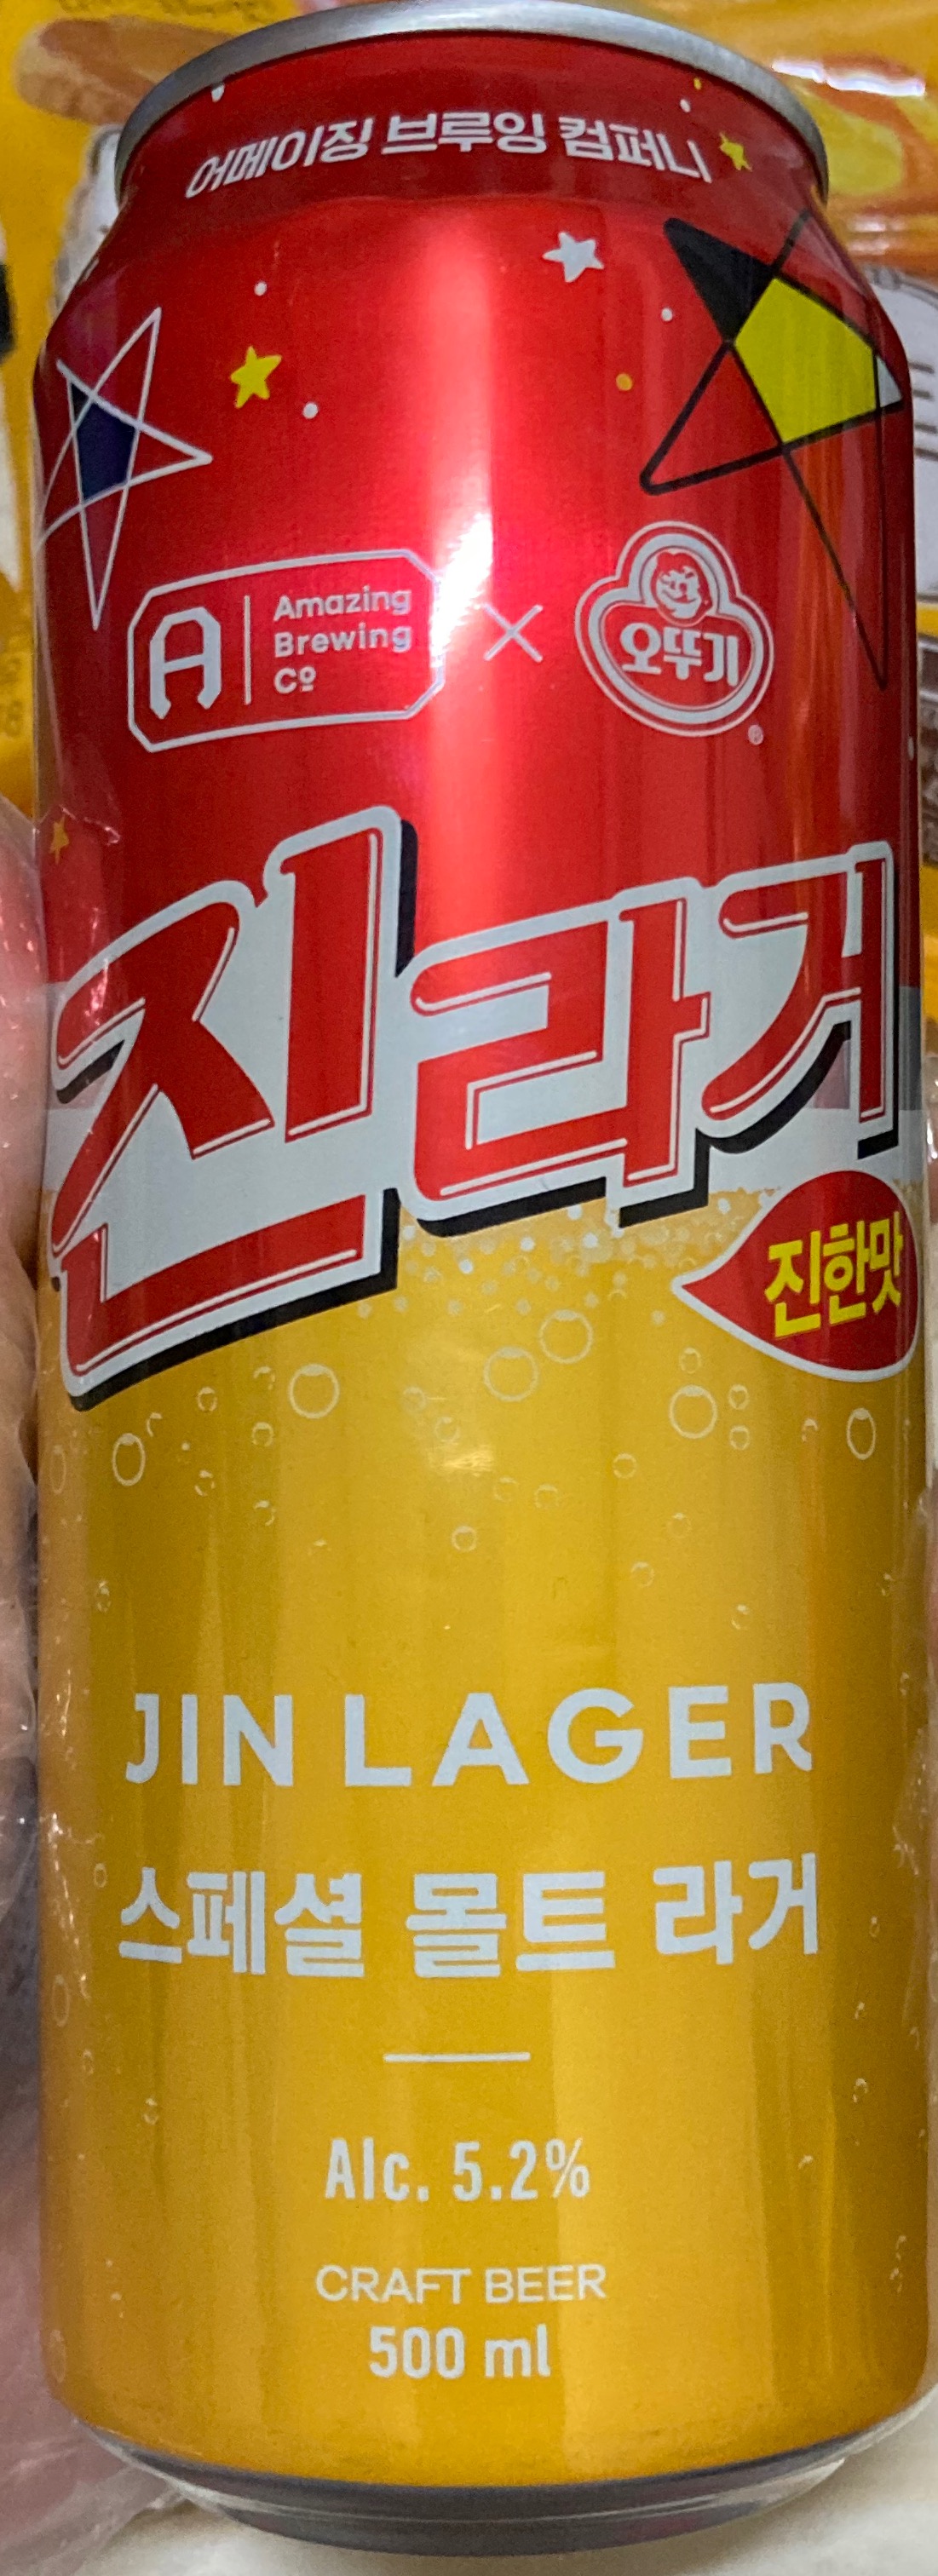 어메이징 브루잉 컴퍼니
A
Amazing
Brewing
Cº
×
오뚜기
®
진라거
진한맛
JIN LAGER
스페셜 몰트 라거
Alc. 5.2%
CRAFT BEER
500 ml